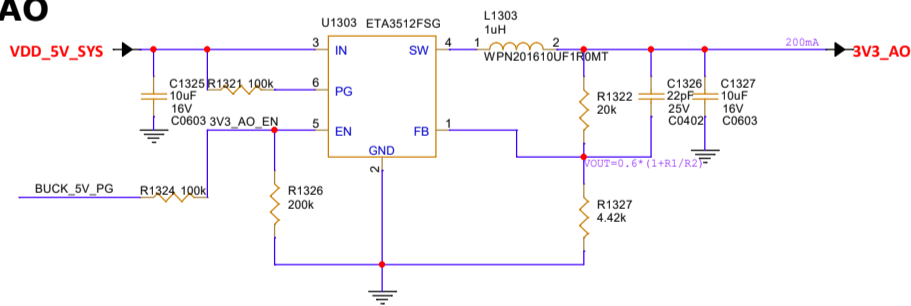 AO
U1303 ETA3512FSG
L1303
1uH
VDD_5V_SYS
3 IN SW 4 1 2
WPN201610UF1R0MT
200mA
3V3_AO
C1325
10uF
16V
C0603
R1321 100k
6 PG
R1322
20k
C1326
22pF
25V
C0402
C1327
10uF
16V
C0603
3V3_AO_EN
5 EN FB 1
GND
2
VOUT=0.6*(1+R1/R2)
BUCK_5V_PG
R1324 100k
R1326
200k
R1327
4.42k